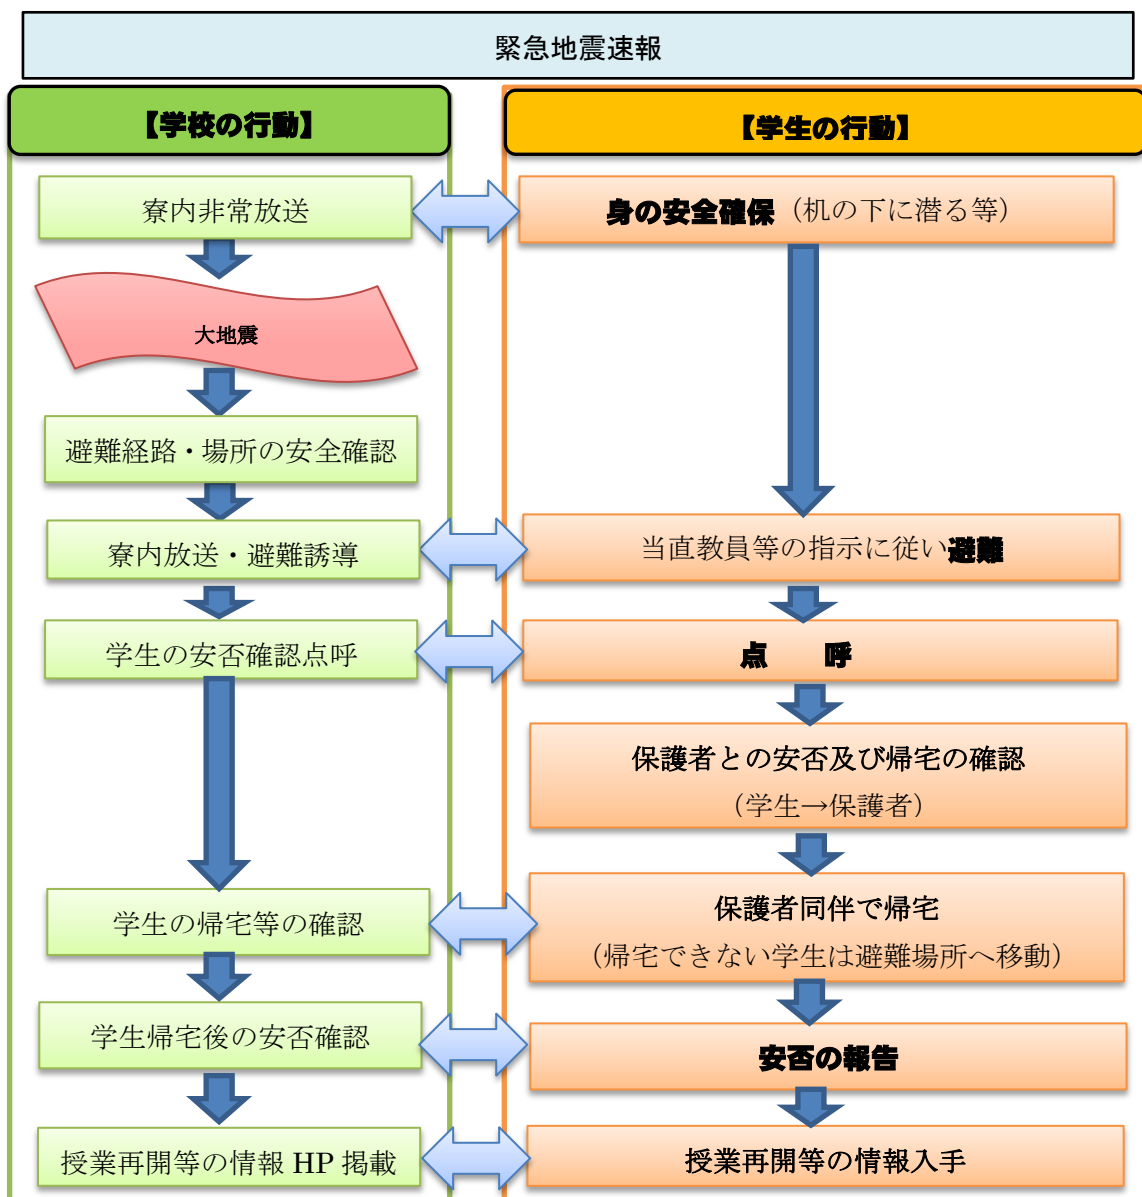 緊急地震速報
【学校の行動】
【学生の行動】
寮内非常放送
身の安全確保（机の下に潜る等）
大地震
避難経路・場所の安全確認
寮内放送・避難誘導
当直教員等の指示に従い避難
学生の安否確認点呼
点　　呼
保護者との安否及び帰宅の確認
（学生→保護者）
学生の帰宅等の確認
保護者同伴で帰宅
（帰宅できない学生は避難場所へ移動）
学生帰宅後の安否確認
安否の報告
授業再開等の情報 HP 掲載
授業再開等の情報入手